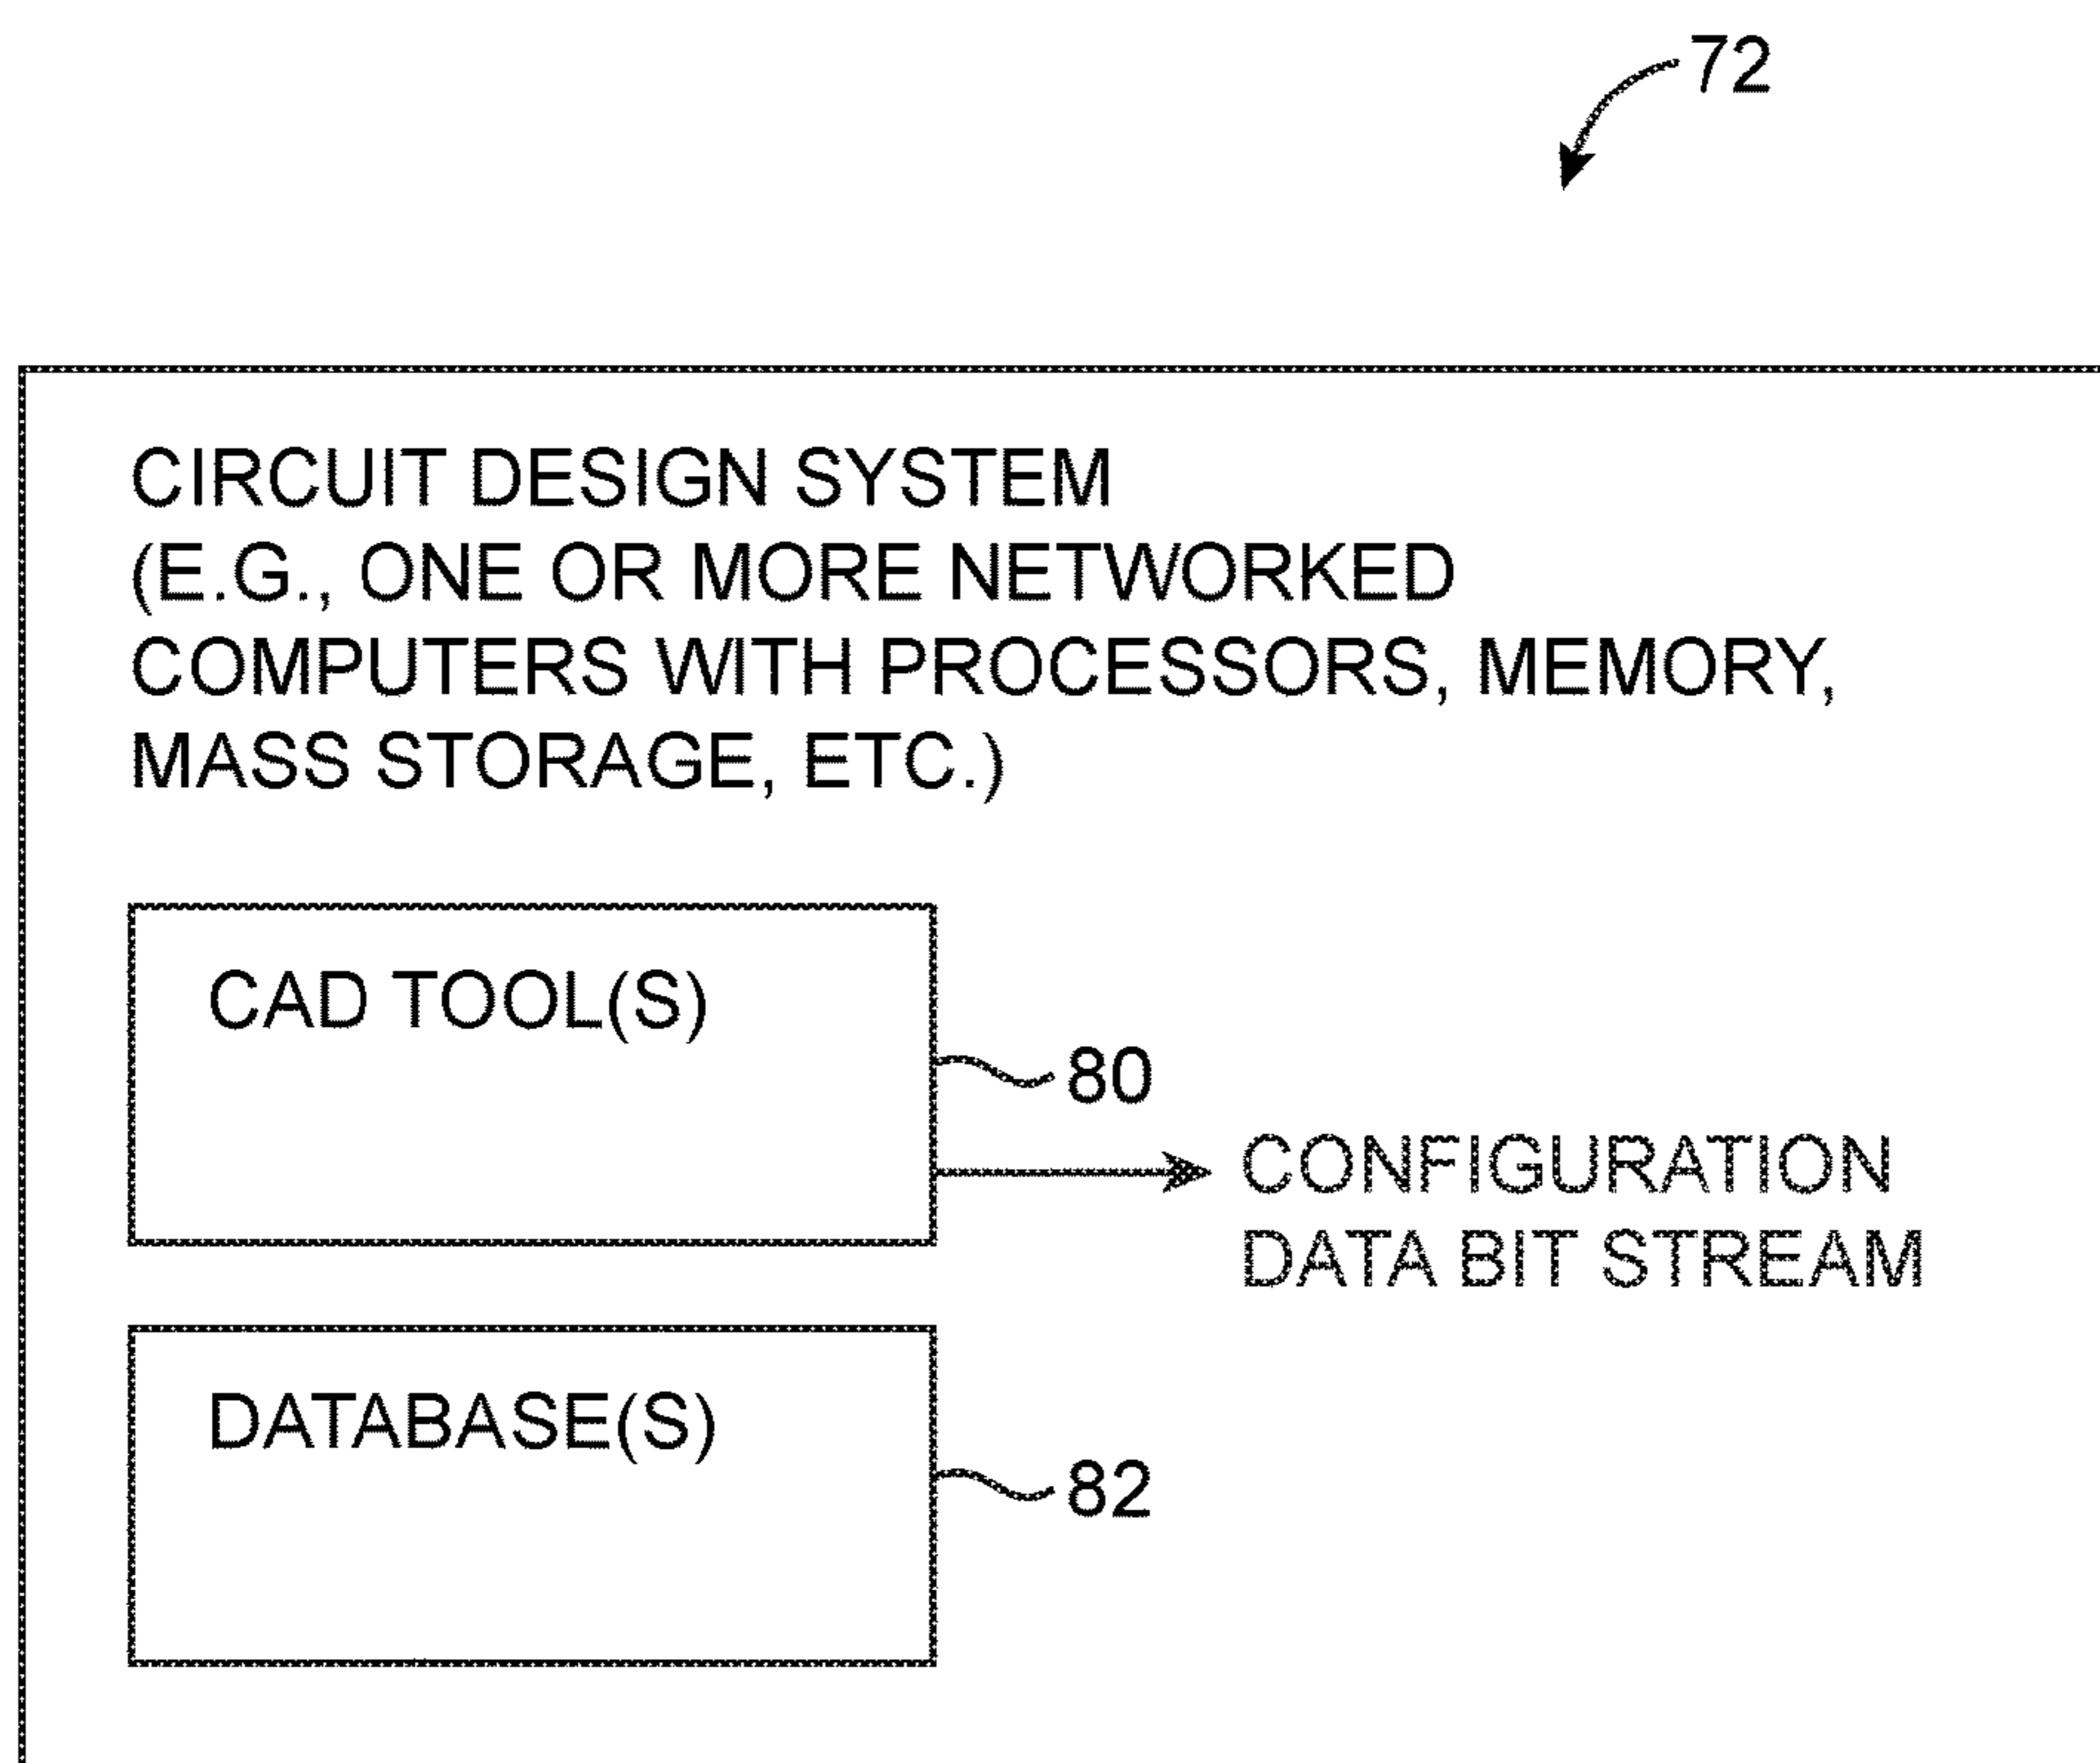 72
CIRCUIT DESIGN SYSTEM
(E.G., ONE OR MORE NETWORKED
COMPUTERS WITH PROCESSORS, MEMORY,
MASS STORAGE, ETC.)
CAD TOOL(S)
80
CONFIGURATION
DATA BIT STREAM
DATABASE(S)
82